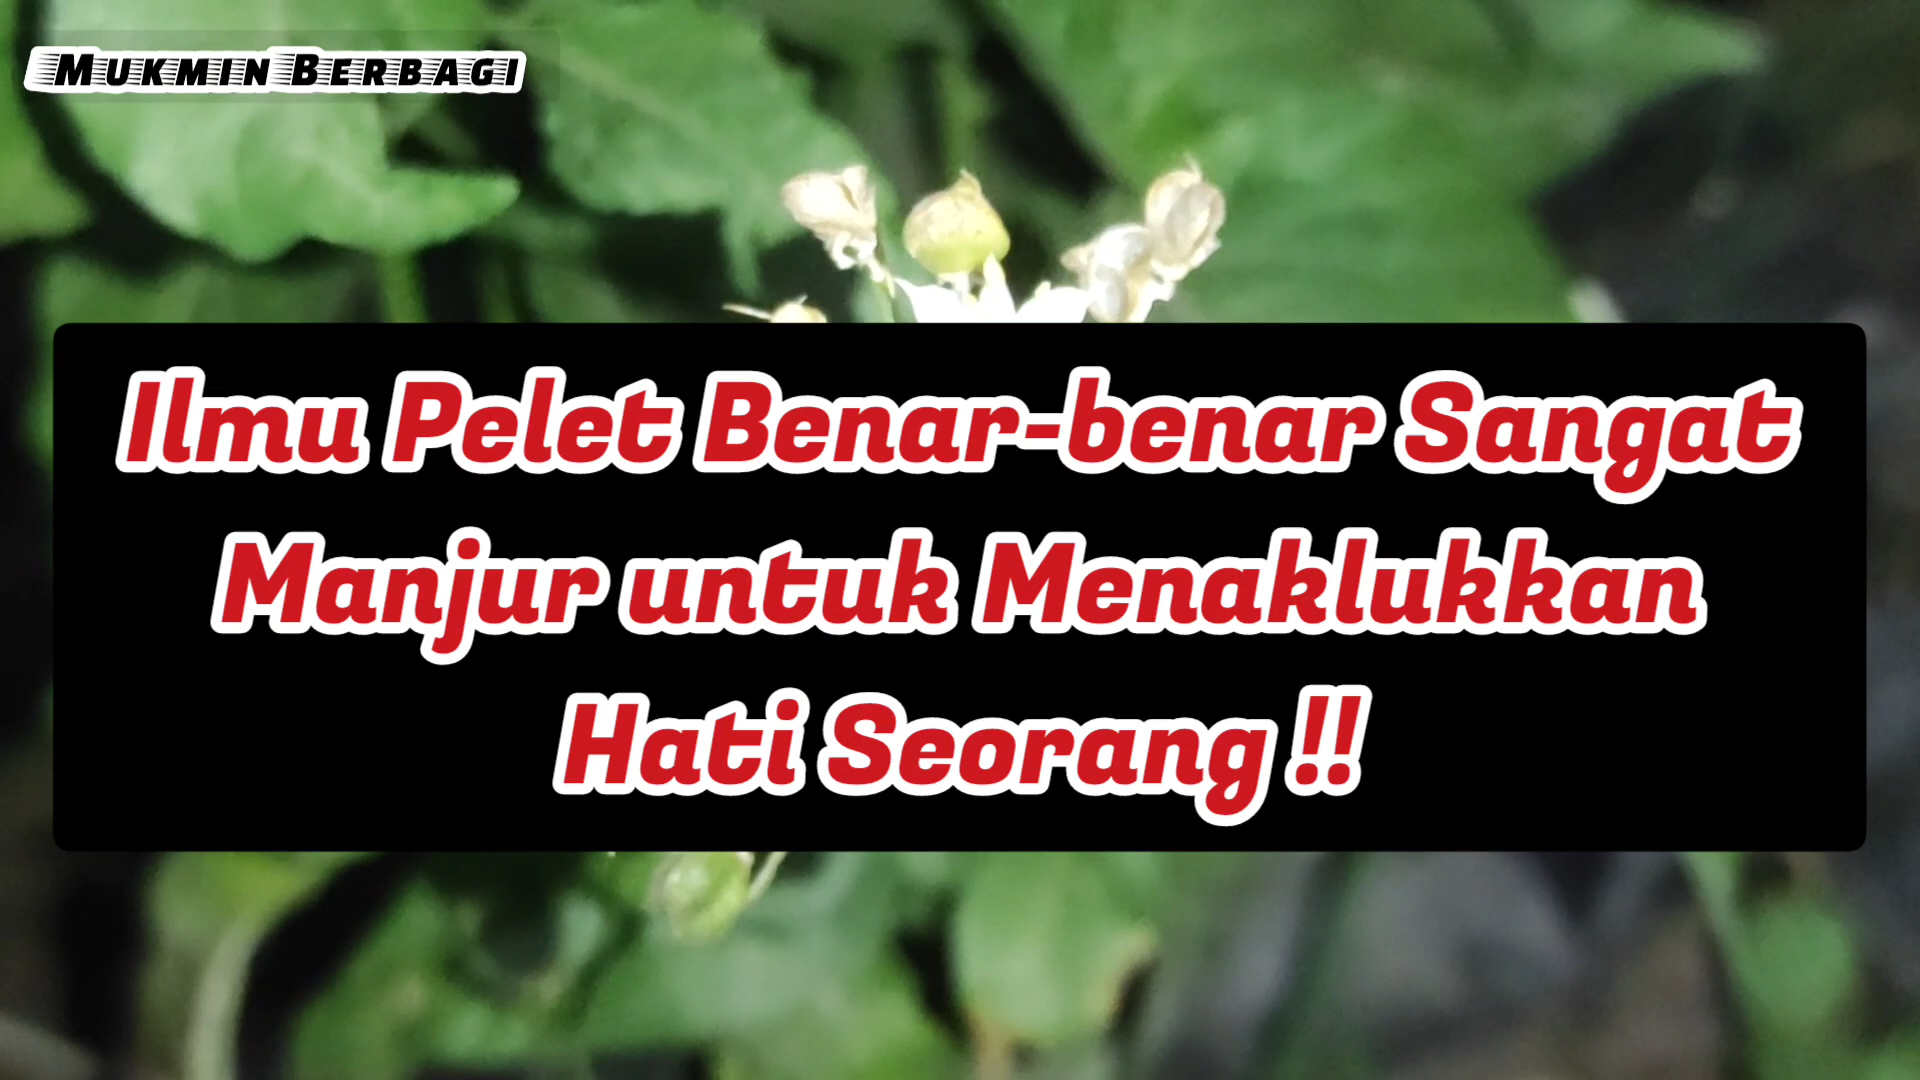 Mukmin Berbagi
Ilmu Pelet Benar-benar Sangat
Manjur untuk Menaklukkan
Hati Seorang !!